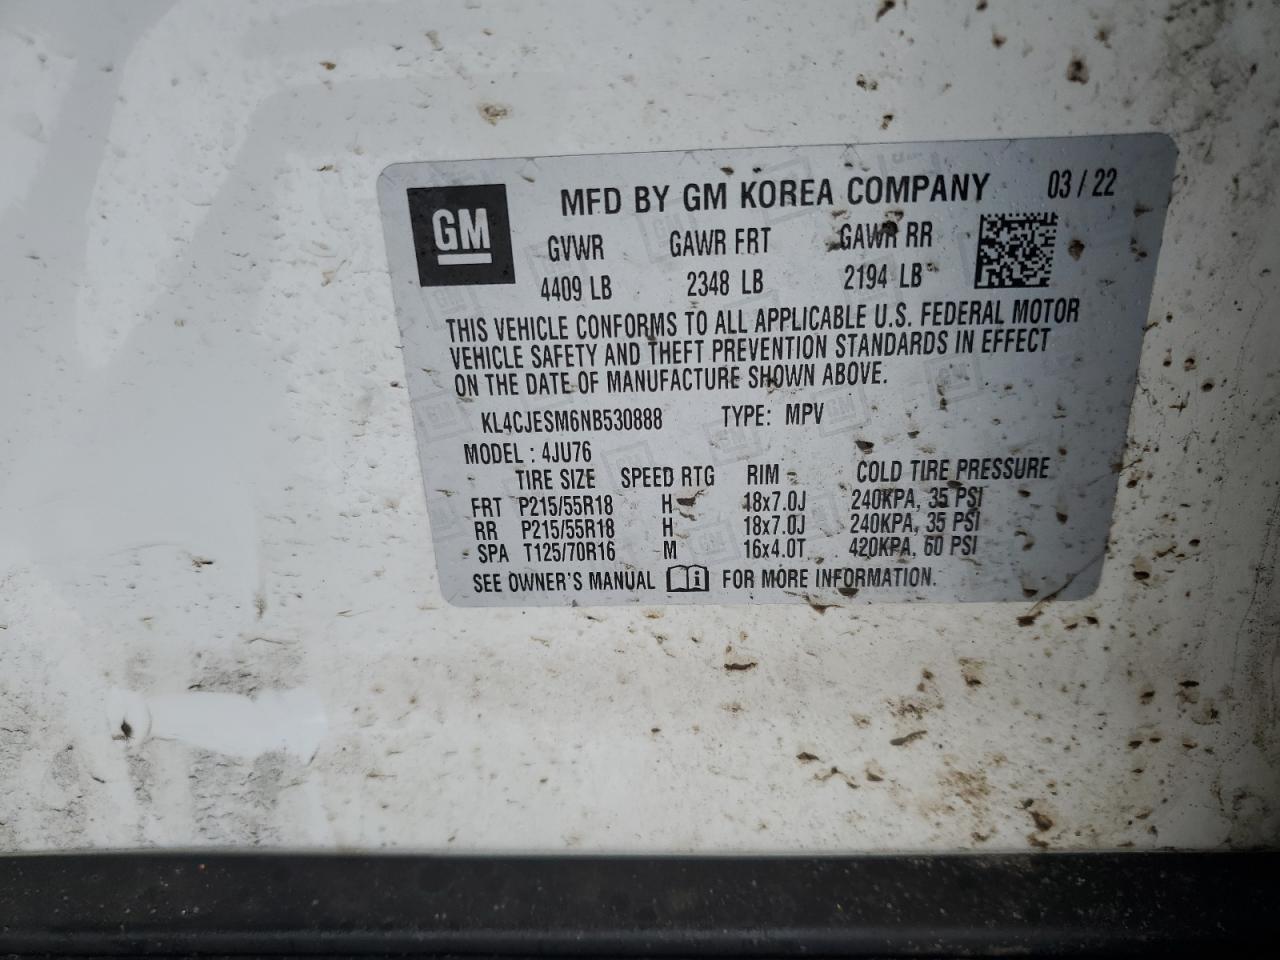 GM
MFD BY GM KOREA COMPANY 03 / 22
GVWR GAWR FRT GAWR RR
4409 LB 2348 LB 2194 LB
THIS VEHICLE CONFORMS TO ALL APPLICABLE U.S. FEDERAL MOTOR
VEHICLE SAFETY AND THEFT PREVENTION STANDARDS IN EFFECT
ON THE DATE OF MANUFACTURE SHOWN ABOVE.
KL4CJESM6NB530888 TYPE: MPV
MODEL : 4JU76
TIRE SIZE SPEED RTG RIM COLD TIRE PRESSURE
FRT P215/55R18 H 18x7.0J 240KPA, 35 PSI
RR P215/55R18 H 18x7.0J 240KPA, 35 PSI
SPA T125/70R16 M 16x4.0T 420KPA, 60 PSI
SEE OWNER'S MANUAL i FOR MORE INFORMATION.